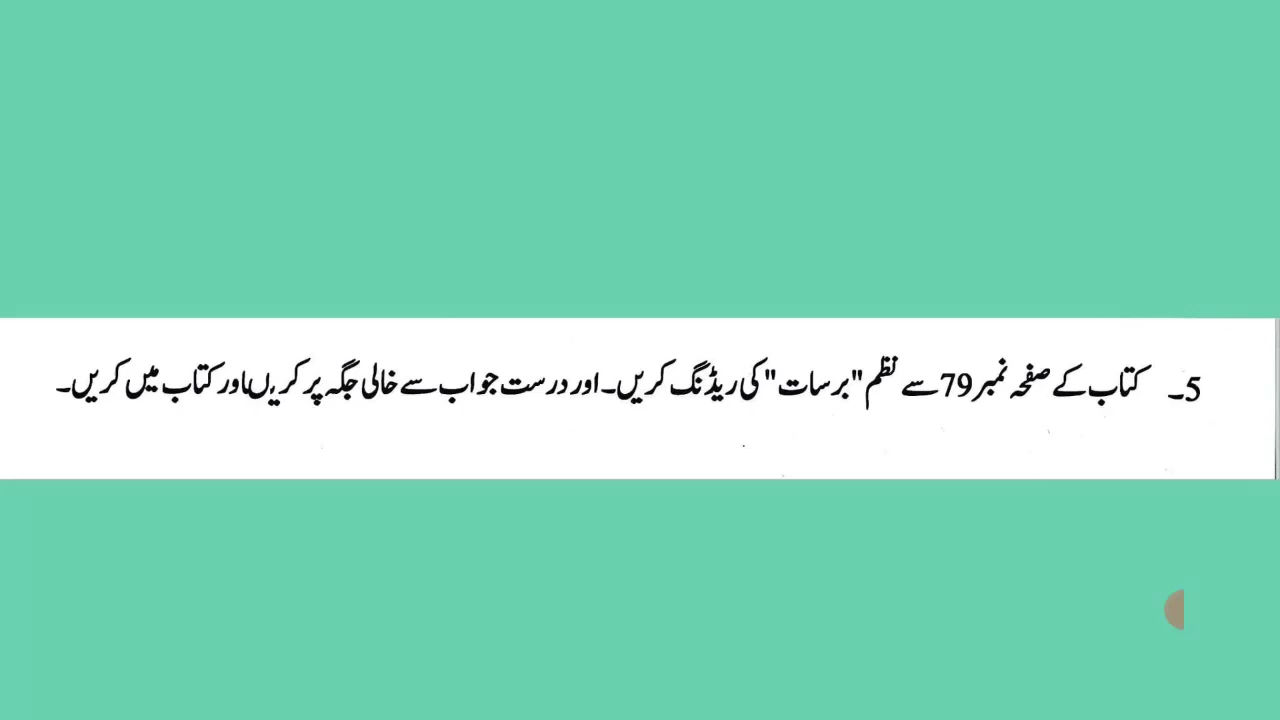 5۔ کتاب کے صفحہ نمبر 79 سے نظم "برسات" کی ریڈنگ کریں۔ اور درست جواب سے خالی جگہ پر کریں اور کتاب میں کریں۔